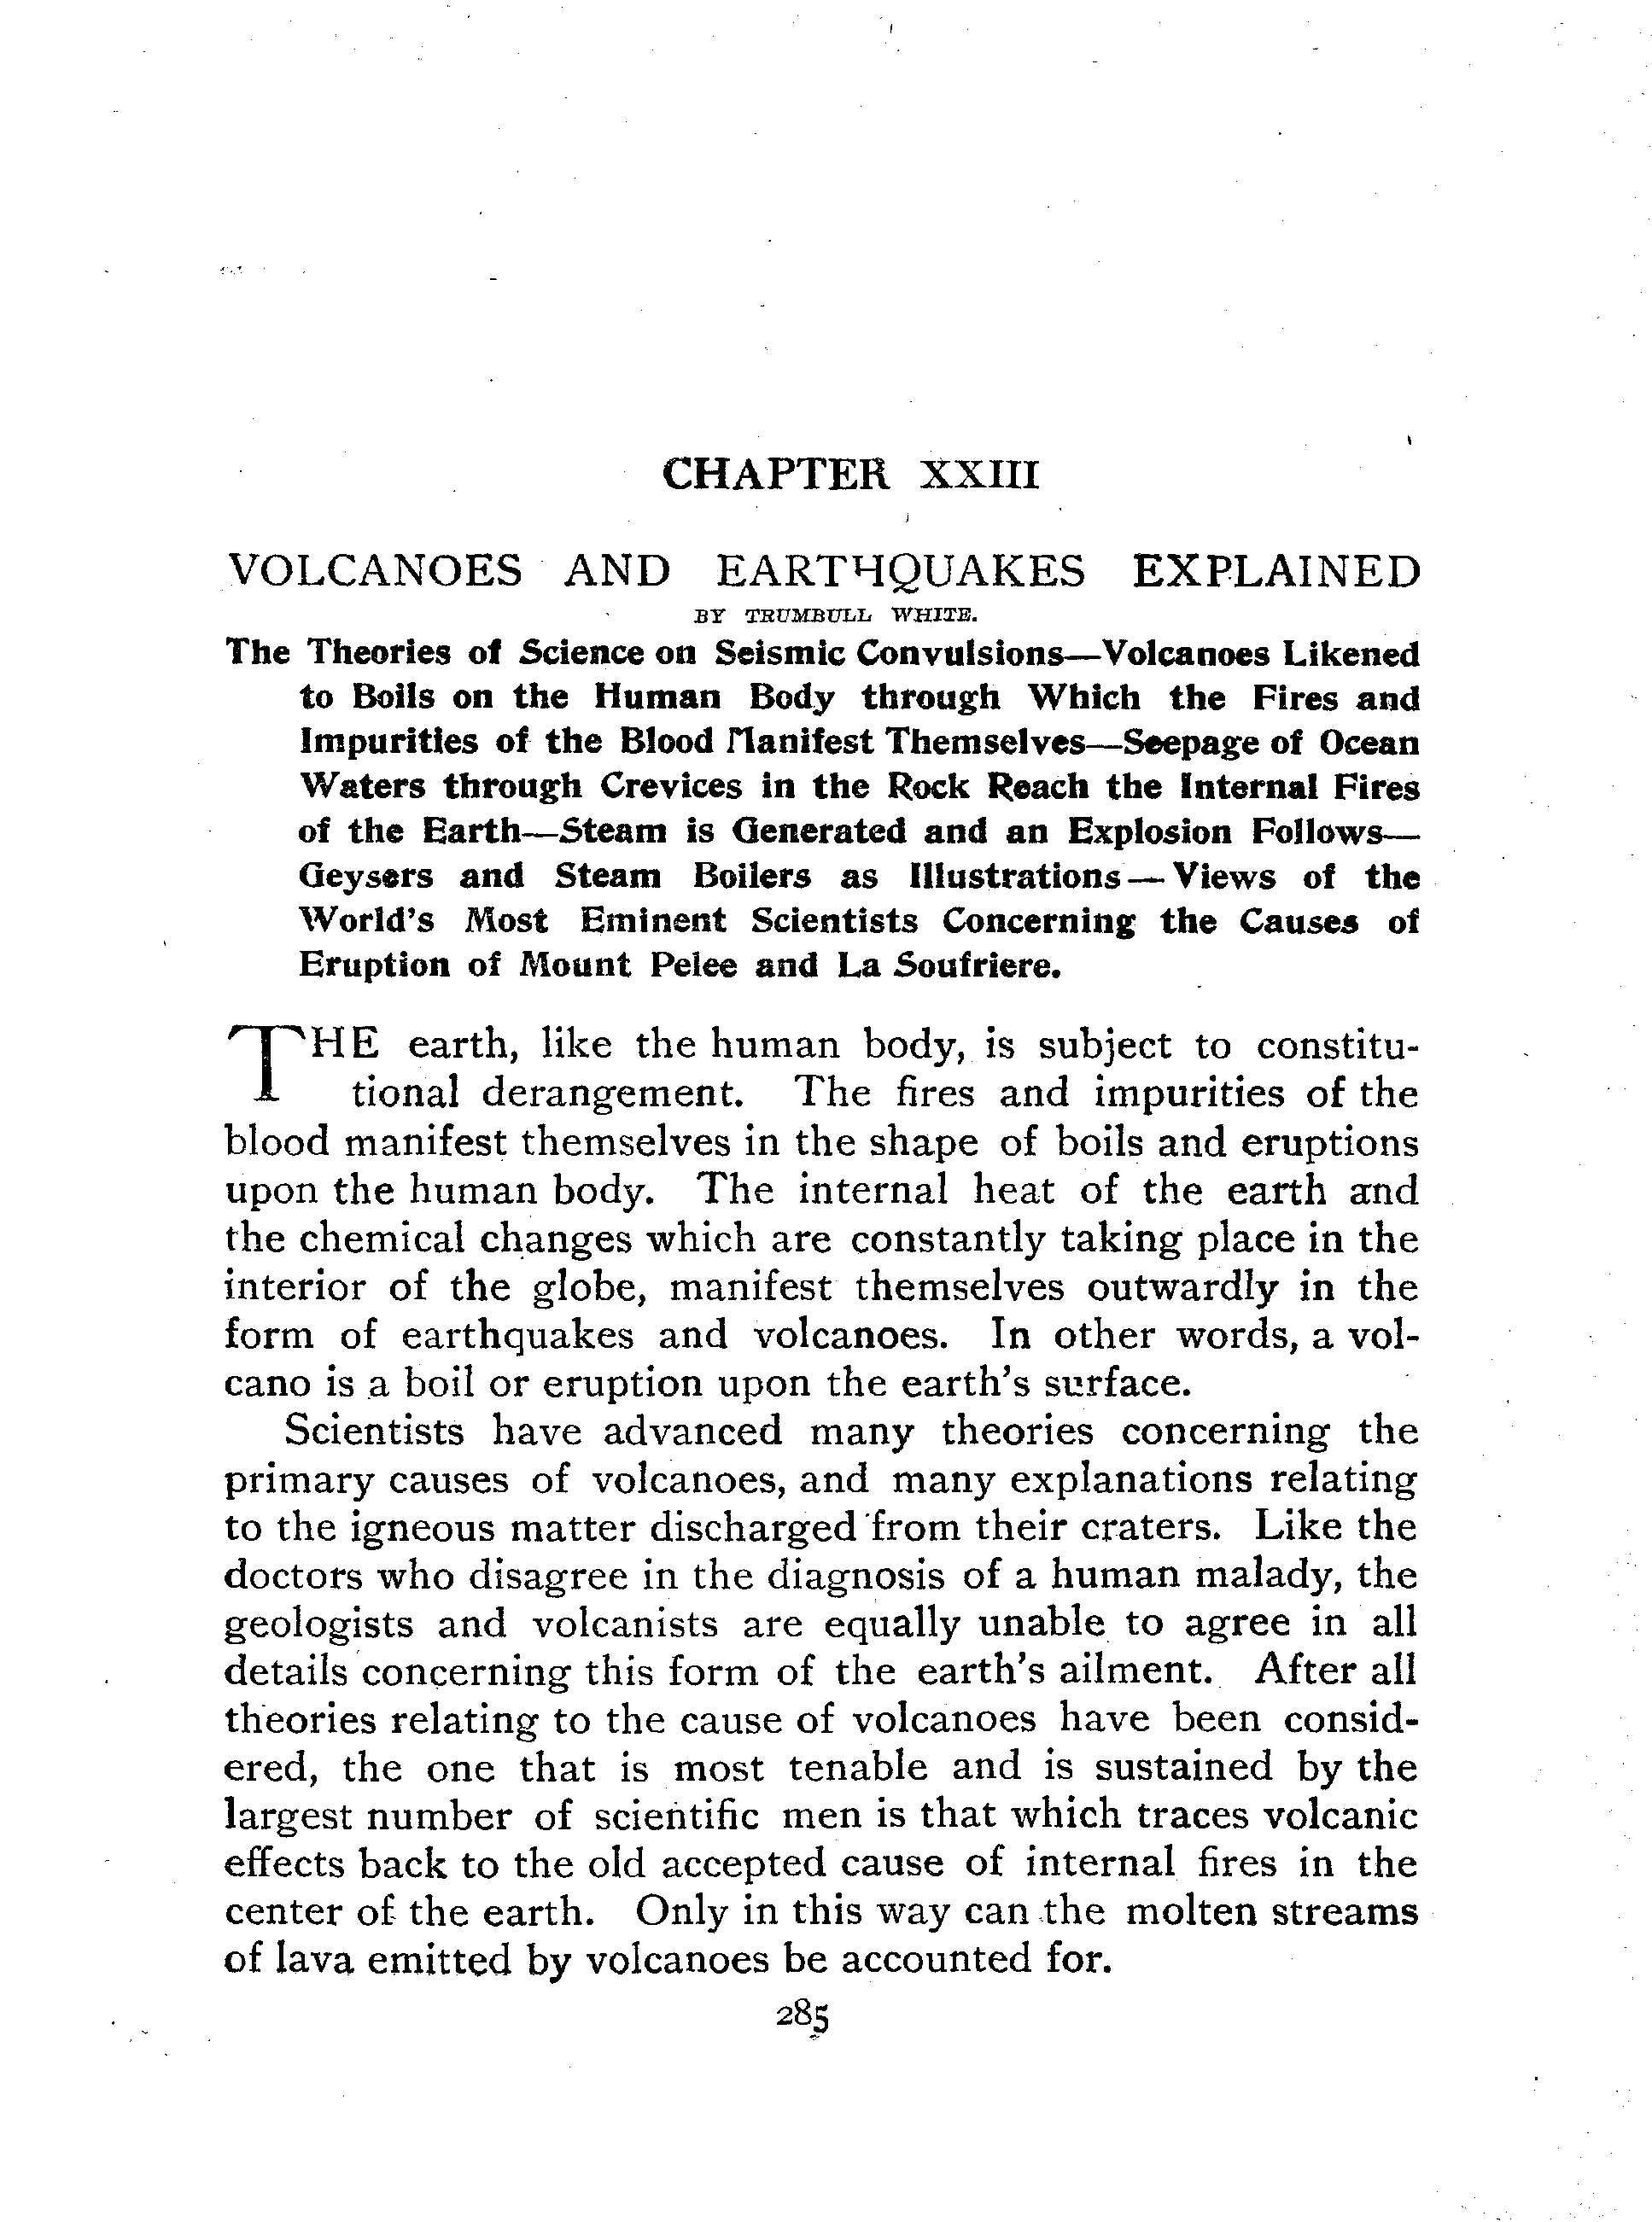 CHAPTER XXIII
VOLCANOES AND EARTHQUAKES EXPLAINED
BY TRUMBULL WHITE.
The Theories of Science on Seismic Convulsions—Volcanoes Likened
to Boils on the Human Body through Which the Fires and
Impurities of the Blood Manifest Themselves—Seepage of Ocean
Waters through Crevices in the Rock Reach the Internal Fires
of the Earth—Steam is Generated and an Explosion Follows—
Geysers and Steam Boilers as Illustrations—Views of the
World's Most Eminent Scientists Concerning the Causes of
Eruption of Mount Pelee and La Soufriere.
THE earth, like the human body, is subject to constitu-
tional derangement. The fires and impurities of the
blood manifest themselves in the shape of boils and eruptions
upon the human body. The internal heat of the earth and
the chemical changes which are constantly taking place in the
interior of the globe, manifest themselves outwardly in the
form of earthquakes and volcanoes. In other words, a vol-
cano is a boil or eruption upon the earth's surface.
Scientists have advanced many theories concerning the
primary causes of volcanoes, and many explanations relating
to the igneous matter discharged from their craters. Like the
doctors who disagree in the diagnosis of a human malady, the
geologists and volcanists are equally unable to agree in all
details concerning this form of the earth's ailment. After all
theories relating to the cause of volcanoes have been consid-
ered, the one that is most tenable and is sustained by the
largest number of scientific men is that which traces volcanic
effects back to the old accepted cause of internal fires in the
center of the earth. Only in this way can the molten streams
of lava emitted by volcanoes be accounted for.
285